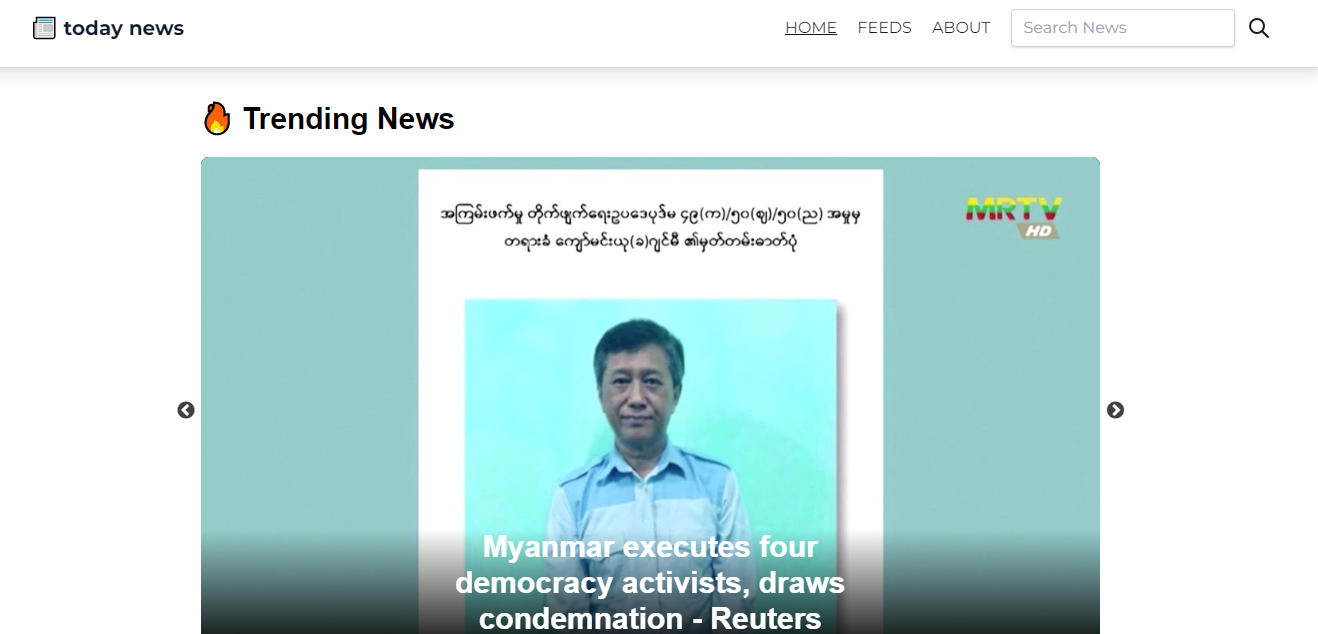 today news
HOME
FEEDS
ABOUT
Search News
Trending News
အကြမ်းဖက်မှု တိုက်ဖျက်ရေးဥပဒေပုဒ်မ ၄၉(က)/၅၀(ဈ)/၅၀(ည) အမှုမှ
တရားခံ ကျော်မင်းယု(ခ)ဂျင်မီ ၏မှတ်တမ်းဓာတ်ပုံ
MRTV
HD
Myanmar executes four
democracy activists, draws
condemnation - Reuters